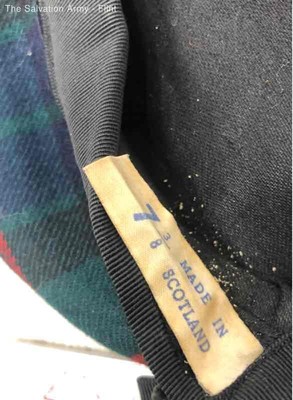 The Salvation Army - Flint
7 3
8
MADE IN
SCOTLAND